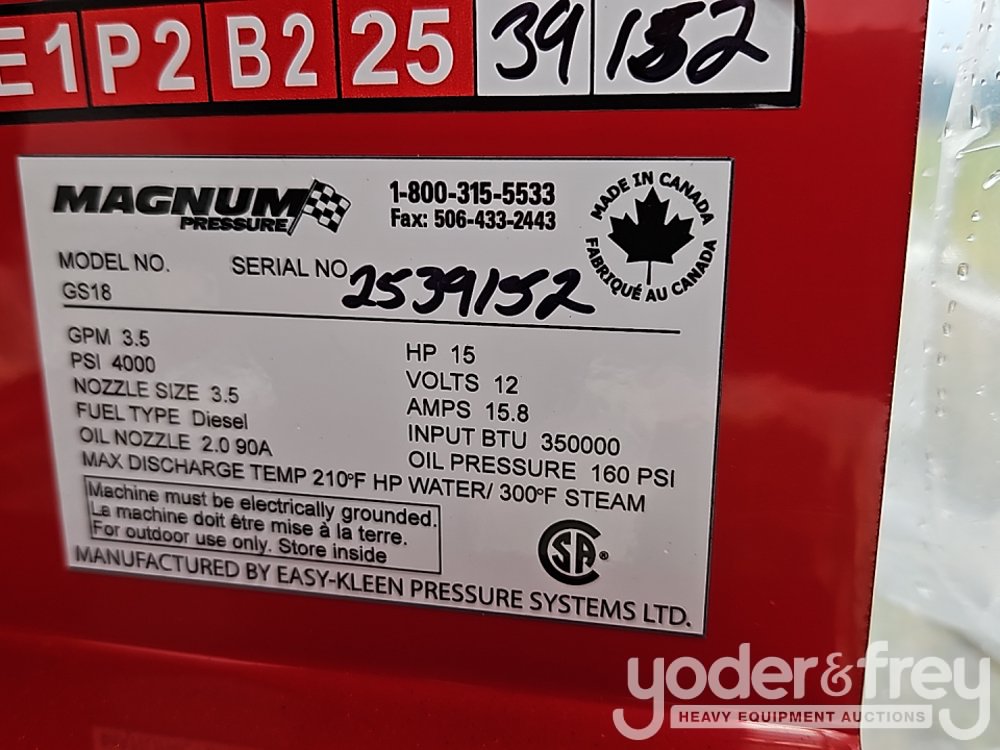 E1 P2 B2 25 39 152
MAGNUM
PRESSURE
1-800-315-5533
Fax: 506-433-2443
MADE IN CANADA
FABRIQUÉ AU CANADA
MODEL NO.
GS18
SERIAL NO 2539152
GPM 3.5
PSI 4000
NOZZLE SIZE 3.5
FUEL TYPE Diesel
OIL NOZZLE 2.0 90A
HP 15
VOLTS 12
AMPS 15.8
INPUT BTU 350000
OIL PRESSURE 160 PSI
MAX DISCHARGE TEMP 210ºF HP WATER/ 300ºF STEAM
Machine must be electrically grounded.
La machine doit être mise à la terre.
For outdoor use only. Store inside
CSA®
MANUFACTURED BY EASY-KLEEN PRESSURE SYSTEMS LTD.
yoder&frey
HEAVY EQUIPMENT AUCTIONS